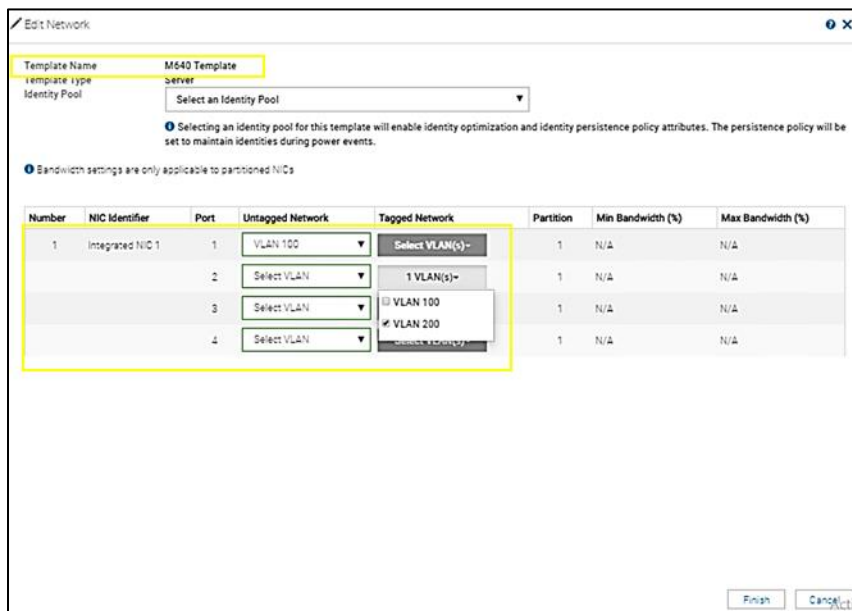 Edit Network
Template Name M640 Template
Template Type Server
Identity Pool Select an Identity Pool
Selecting an identity pool for this template will enable identity optimization and identity persistence policy attributes. The persistence policy will be
set to maintain identities during power events.
Bandwidth settings are only applicable to partitioned NICs
Number NIC Identifier Port Untagged Network Tagged Network Partition Min Bandwidth (%) Max Bandwidth (%)
1 Integrated NIC 1 1 VLAN 100 Select VLAN(s) 1 N/A N/A
2 Select VLAN 1 VLAN(s) 1 N/A N/A
VLAN 100
3 Select VLAN 1 N/A N/A
VLAN 200
4 Select VLAN Select VLAN(s) 1 N/A N/A
Finish Cancel